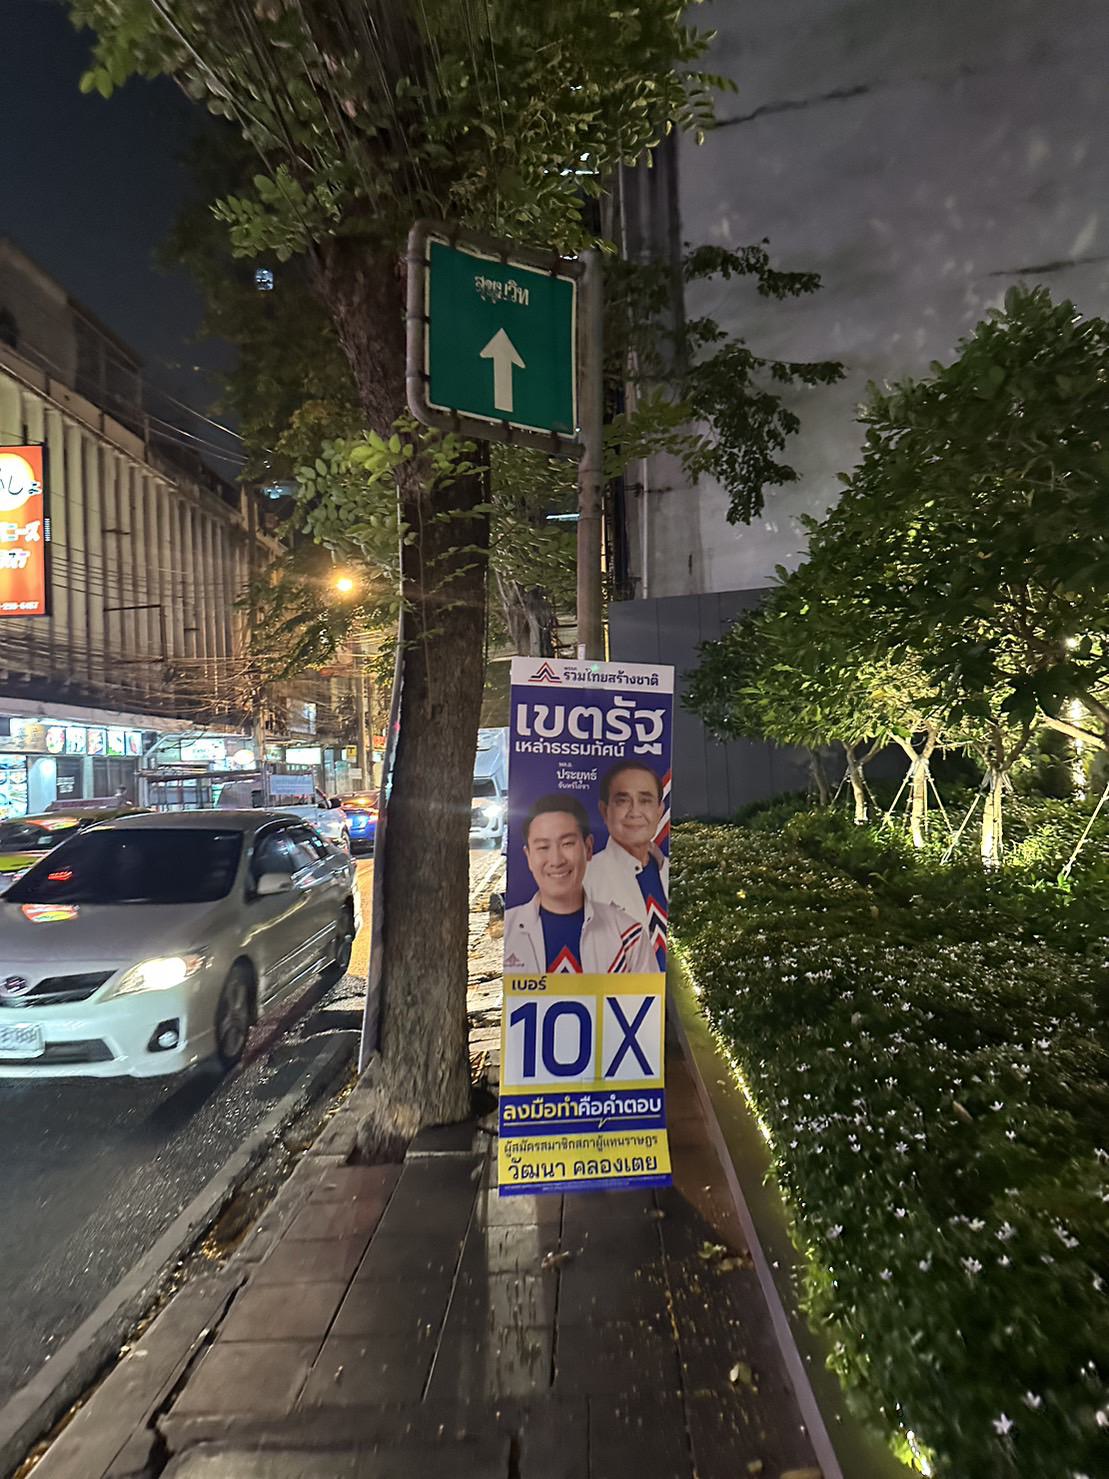 สุขุมวิท
พรรค
รวมไทยสร้างชาติ
เขตรัฐ
เหล่าธรรมทัศน์
พล.อ.
ประยุทธ์
จันทร์โอชา
เบอร์
10 X
ลงมือทำคือคำตอบ
ผู้สมัครสมาชิกสภาผู้แทนราษฎร
วัฒนา คลองเตย